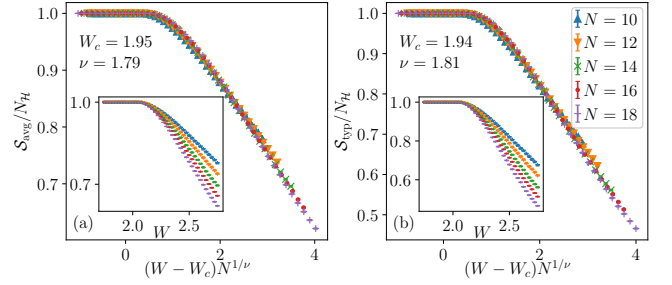 1.0
0.9
0.8
0.7
S_avg/N_H
W_c = 1.95
ν = 1.79
1.0
0.7
2.0 2.5
W
(a)
0 2 4
(W − W_c)N^{1/ν}
1.0
0.9
0.8
0.7
0.6
0.5
S_typ/N_H
W_c = 1.94
ν = 1.81
N = 10
N = 12
N = 14
N = 16
N = 18
1.0
0.8
0.6
2.0 2.5
W
(b)
0 2 4
(W − W_c)N^{1/ν}